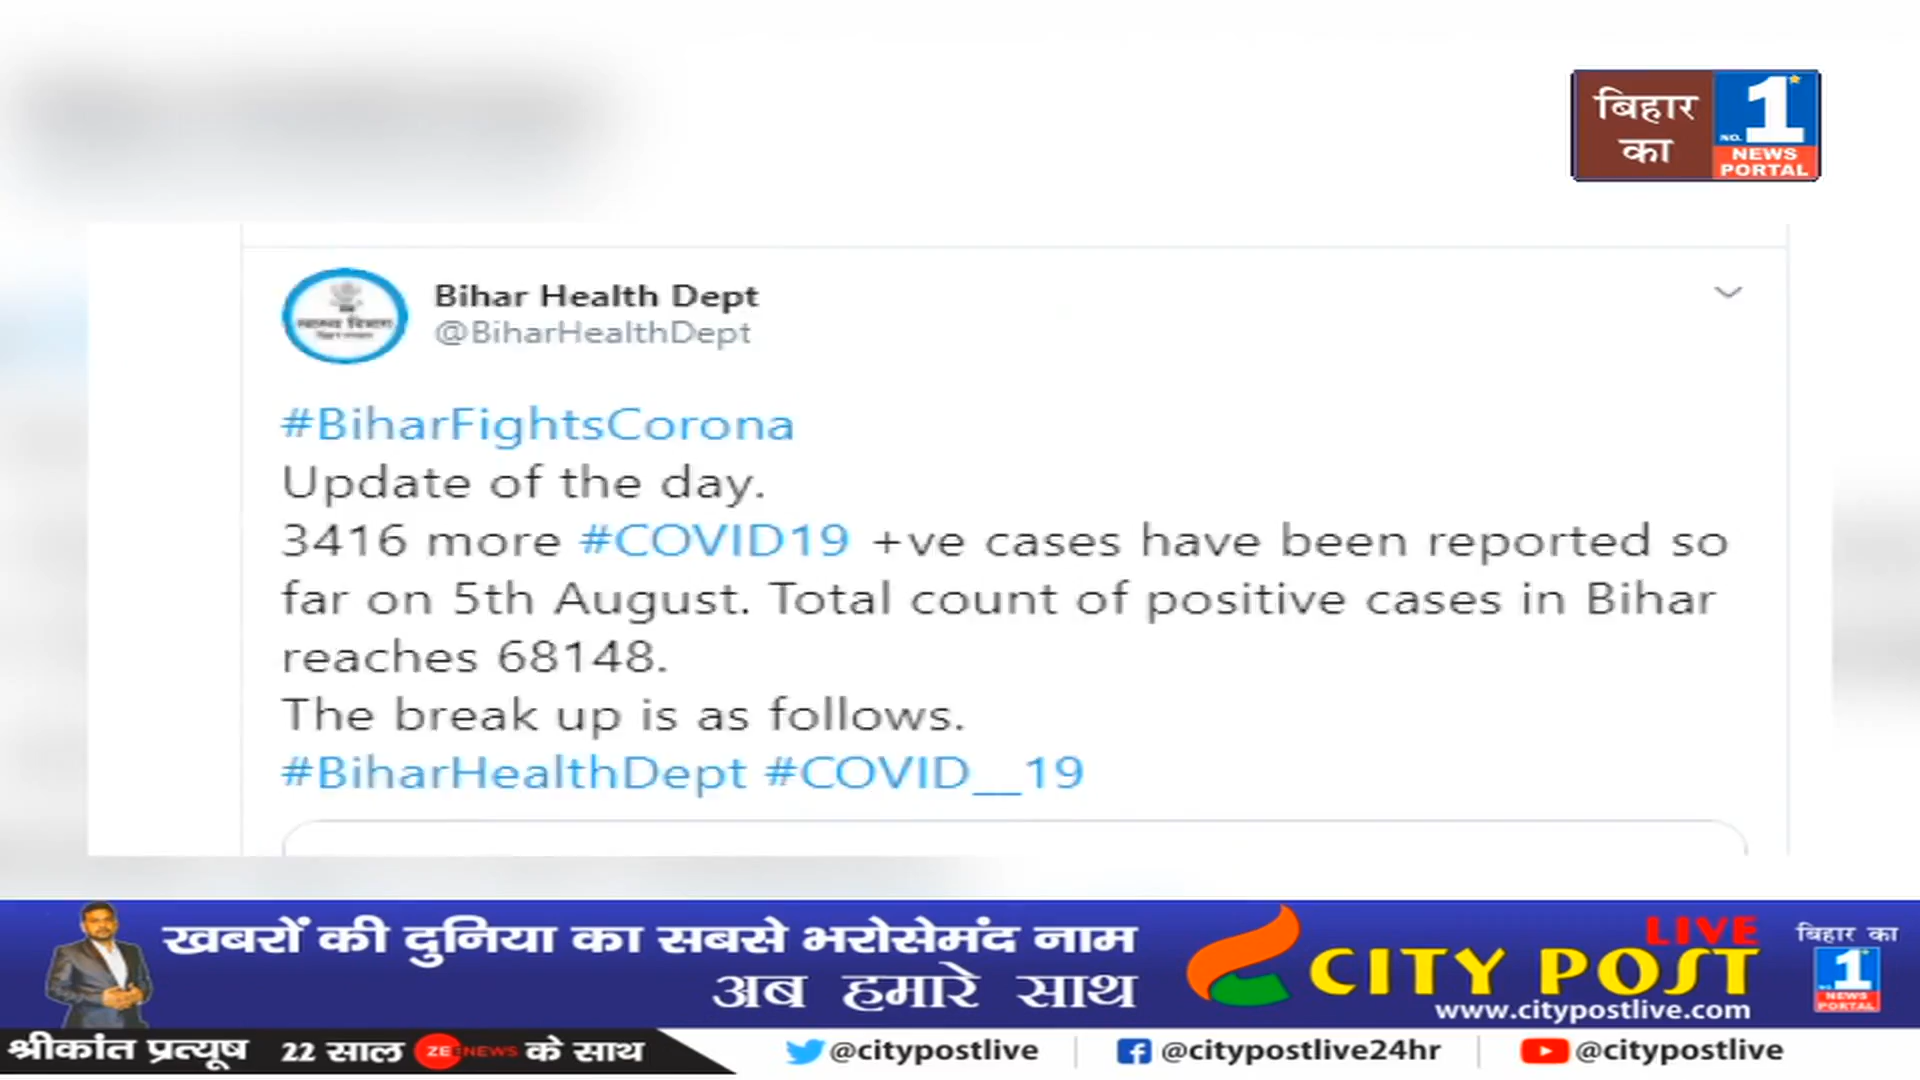 बिहार
का
NO. 1
NEWS
PORTAL
Bihar Health Dept
@BiharHealthDept
#BiharFightsCorona
Update of the day.
3416 more #COVID19 +ve cases have been reported so
far on 5th August. Total count of positive cases in Bihar
reaches 68148.
The break up is as follows.
#BiharHealthDept #COVID__19
खबरों की दुनिया का सबसे भरोसेमंद नाम
अब हमारे साथ
LIVE
CITY POST
www.citypostlive.com
बिहार का
1
NEWS
PORTAL
श्रीकांत प्रत्यूष 22 साल ZEE NEWS के साथ
@citypostlive
@citypostlive24hr
@citypostlive